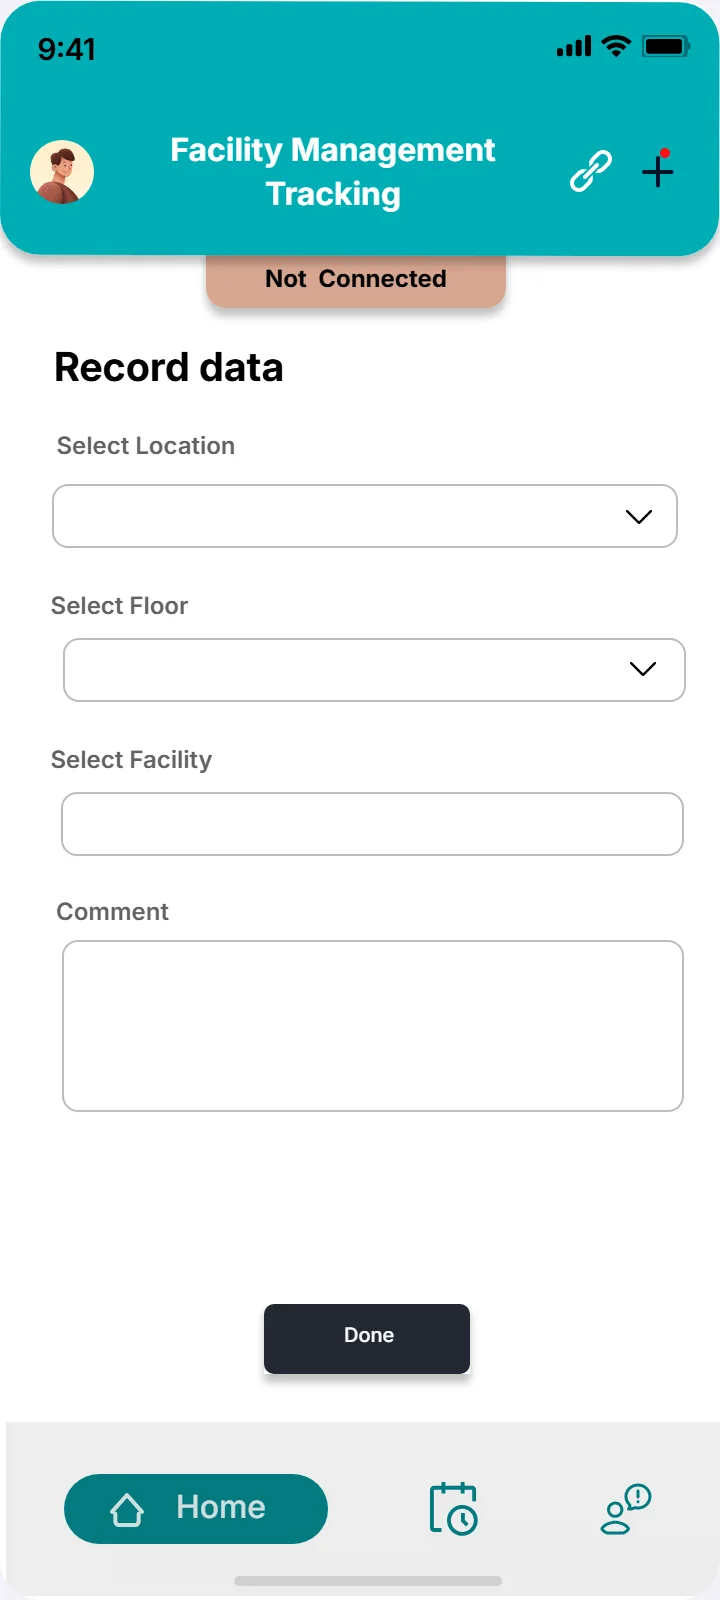 9:41
Facility Management
Tracking
Not Connected
Record data
Select Location
Select Floor
Select Facility
Comment
Done
Home